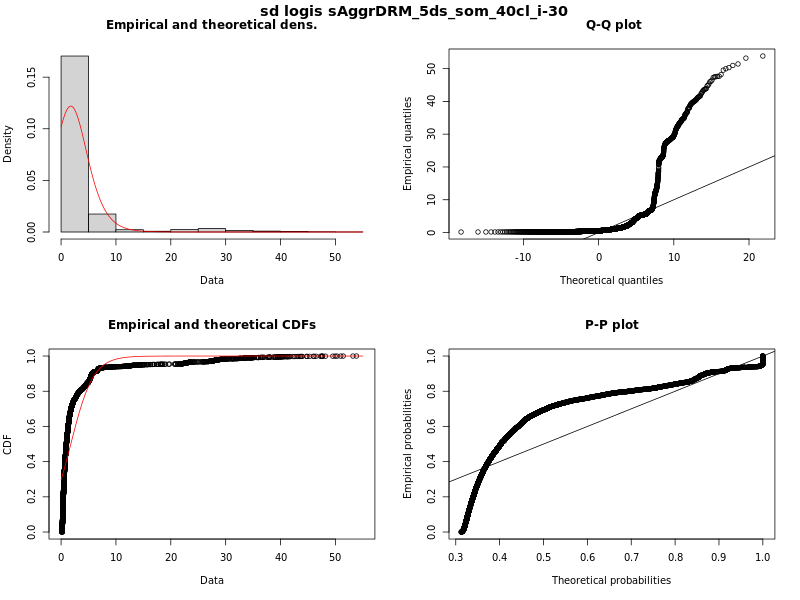 sd logis sAggrDRM_5ds_som_40cl_i-30
Empirical and theoretical dens.
Density
0.00 0.05 0.10 0.15
0 10 20 30 40 50
Data
Q-Q plot
Empirical quantiles
0 10 20 30 40 50
-10 0 10 20
Theoretical quantiles
Empirical and theoretical CDFs
CDF
0.0 0.2 0.4 0.6 0.8 1.0
0 10 20 30 40 50
Data
P-P plot
Empirical probabilities
0.0 0.2 0.4 0.6 0.8 1.0
0.3 0.4 0.5 0.6 0.7 0.8 0.9 1.0
Theoretical probabilities